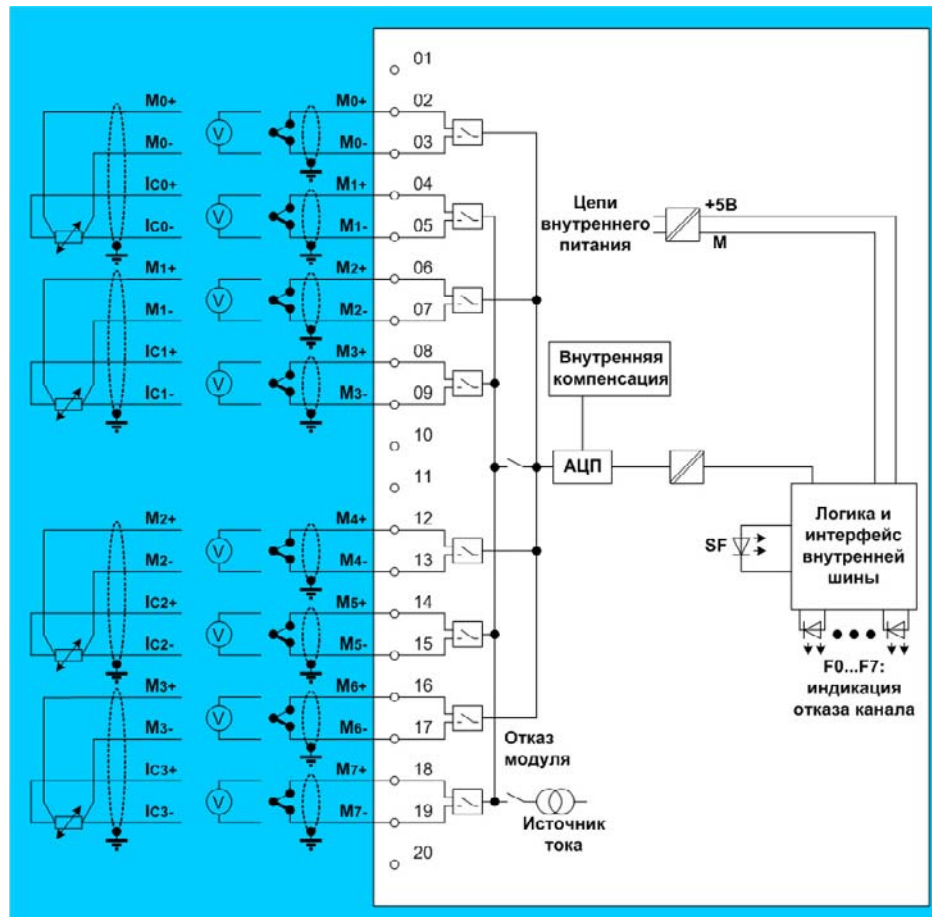 01
M0+ M0+ 02
V
M0- M0- 03
IC0+ M1+ 04
V
IC0- M1- 05
Цепи
внутреннего
питания
+5В
М
M1+ M2+ 06
V
M1- M2- 07
IC1+ M3+ 08
V
IC1- M3- 09
Внутренняя
компенсация
10
АЦП
11
M2+ M4+ 12
V
M2- M4- 13
SF
Логика и
интерфейс
внутренней
шины
IC2+ M5+ 14
V
IC2- M5- 15
F0...F7:
индикация
отказа канала
M3+ M6+ 16
V
M3- M6- 17
Отказ
модуля
IC3+ M7+ 18
V
IC3- M7- 19
Источник
тока
20